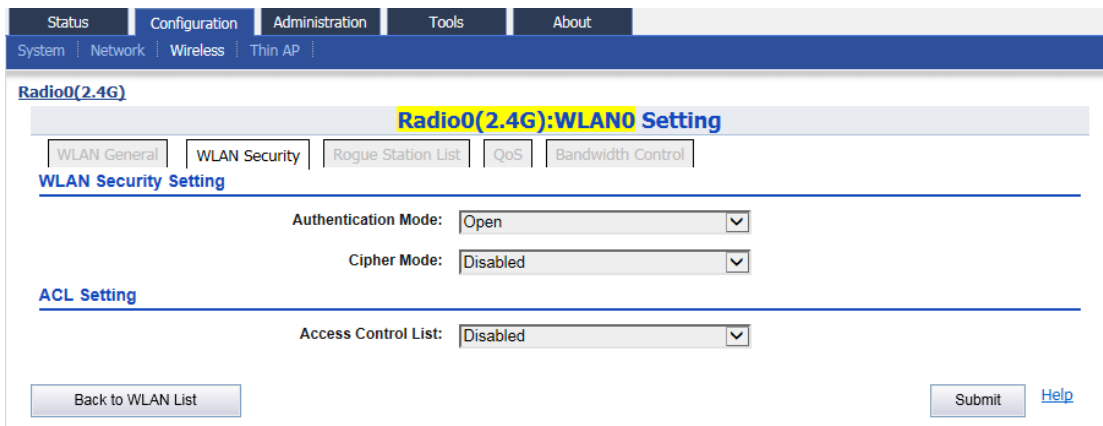 Status Configuration Administration Tools About
System Network Wireless Thin AP
Radio0(2.4G)
Radio0(2.4G):WLAN0 Setting
WLAN General WLAN Security Rogue Station List QoS Bandwidth Control
WLAN Security Setting
Authentication Mode: Open
Cipher Mode: Disabled
ACL Setting
Access Control List: Disabled
Back to WLAN List Submit Help